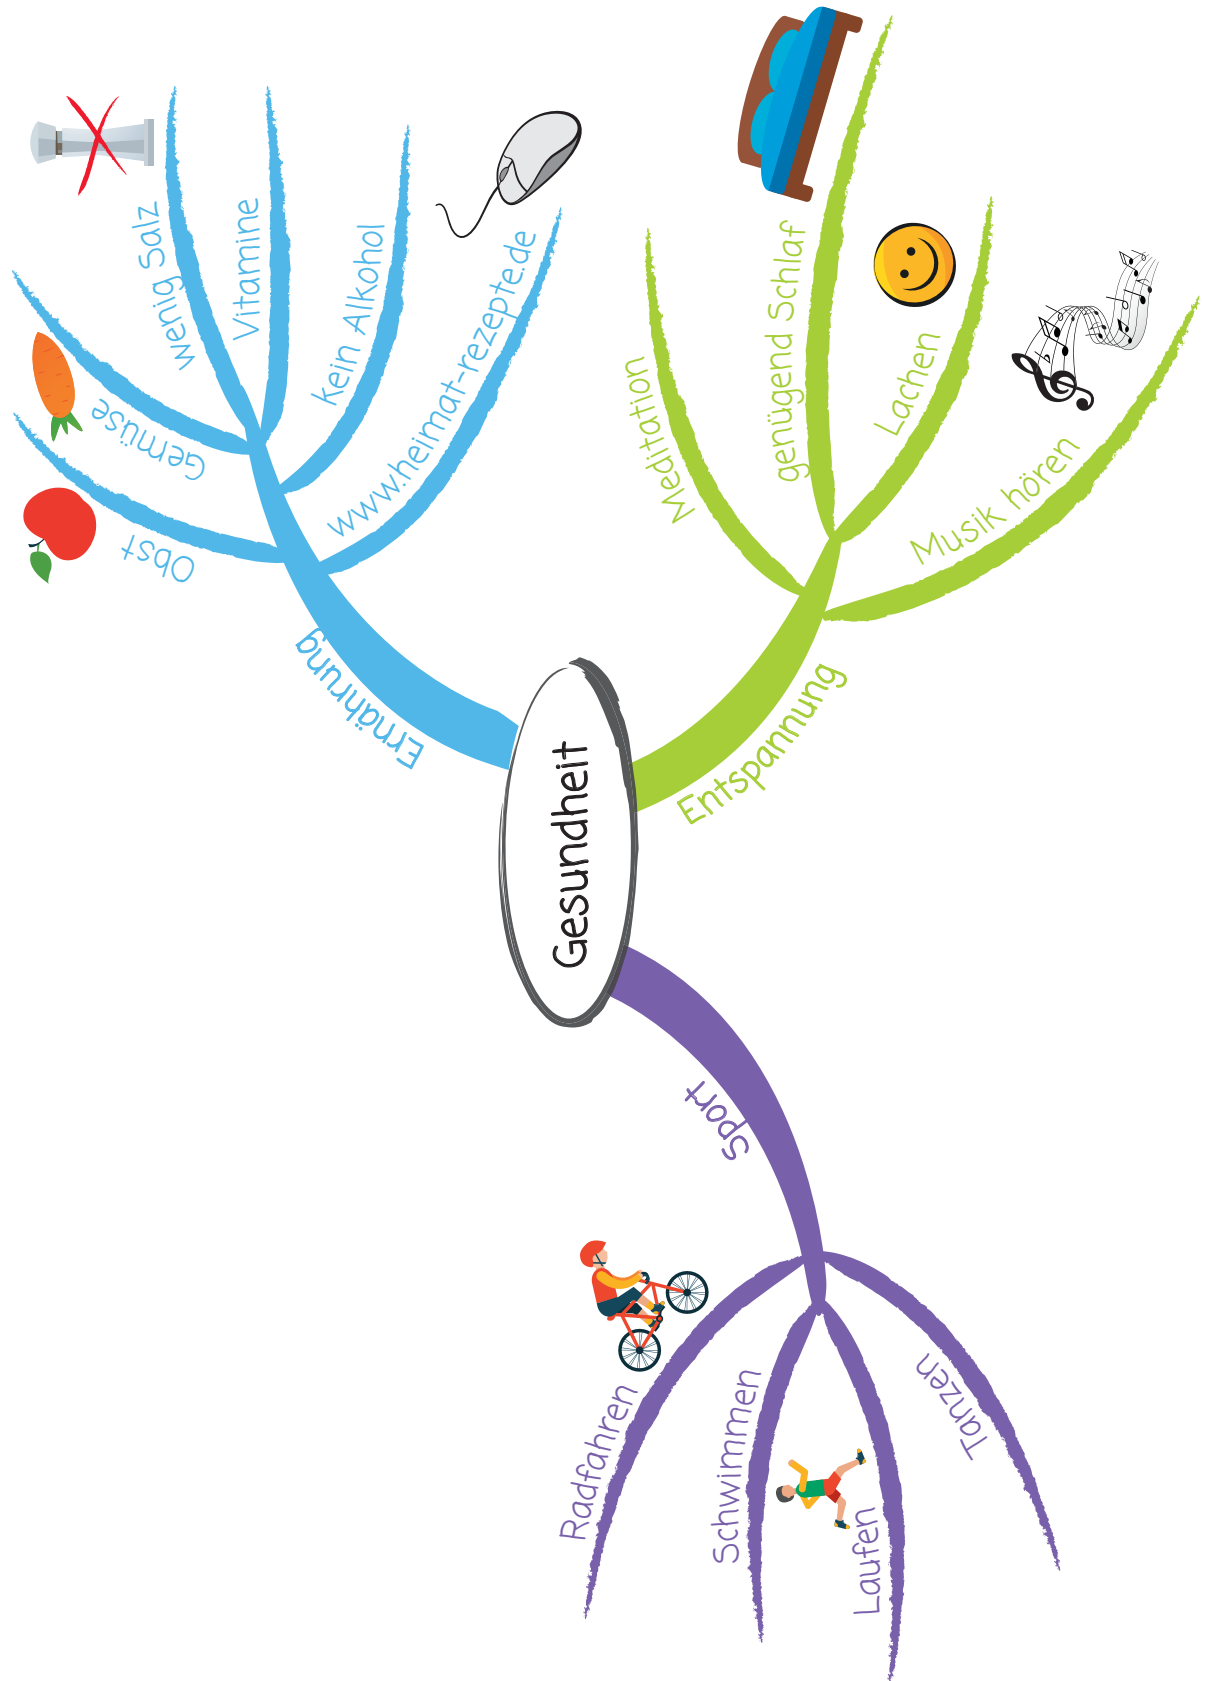 Gesundheit
Ernährung
Obst
Gemüse
wenig Salz
Vitamine
kein Alkohol
www.heimat-rezepte.de
Entspannung
Meditation
genügend Schlaf
Lachen
Musik hören
Sport
Radfahren
Schwimmen
Laufen
Tanzen